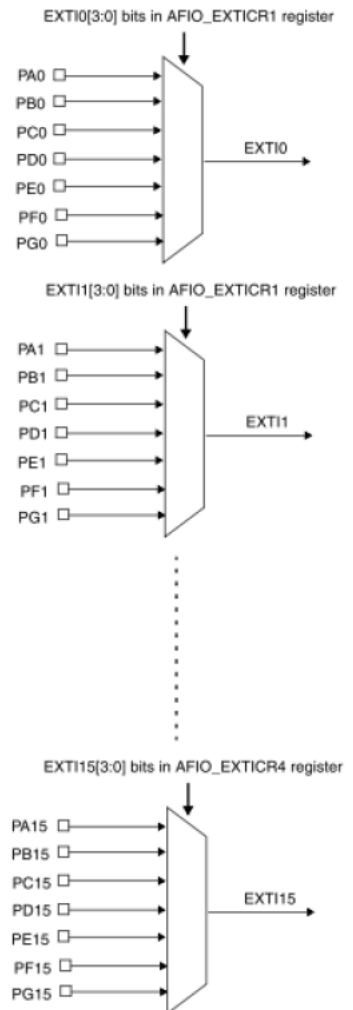 EXTI0[3:0] bits in AFIO_EXTICR1 register
PA0
PB0
PC0
PD0
PE0
PF0
PG0
EXTI0
EXTI1[3:0] bits in AFIO_EXTICR1 register
PA1
PB1
PC1
PD1
PE1
PF1
PG1
EXTI1
EXTI15[3:0] bits in AFIO_EXTICR4 register
PA15
PB15
PC15
PD15
PE15
PF15
PG15
EXTI15